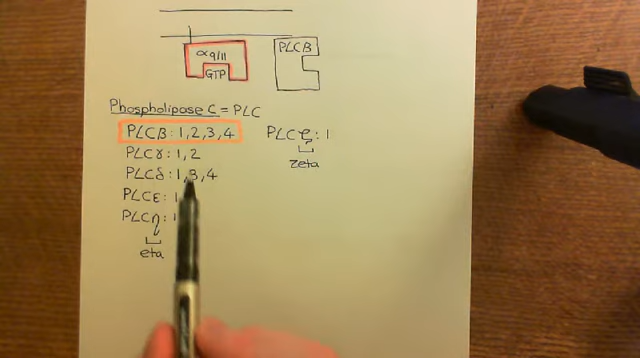 α q/11
GTP
PLCβ
Phospholipase C = PLC
PLCβ: 1,2,3,4
PLCγ: 1,2
PLCδ: 1,3,4
PLCε: 1
PLCη: 1
eta
PLCζ: 1
zeta